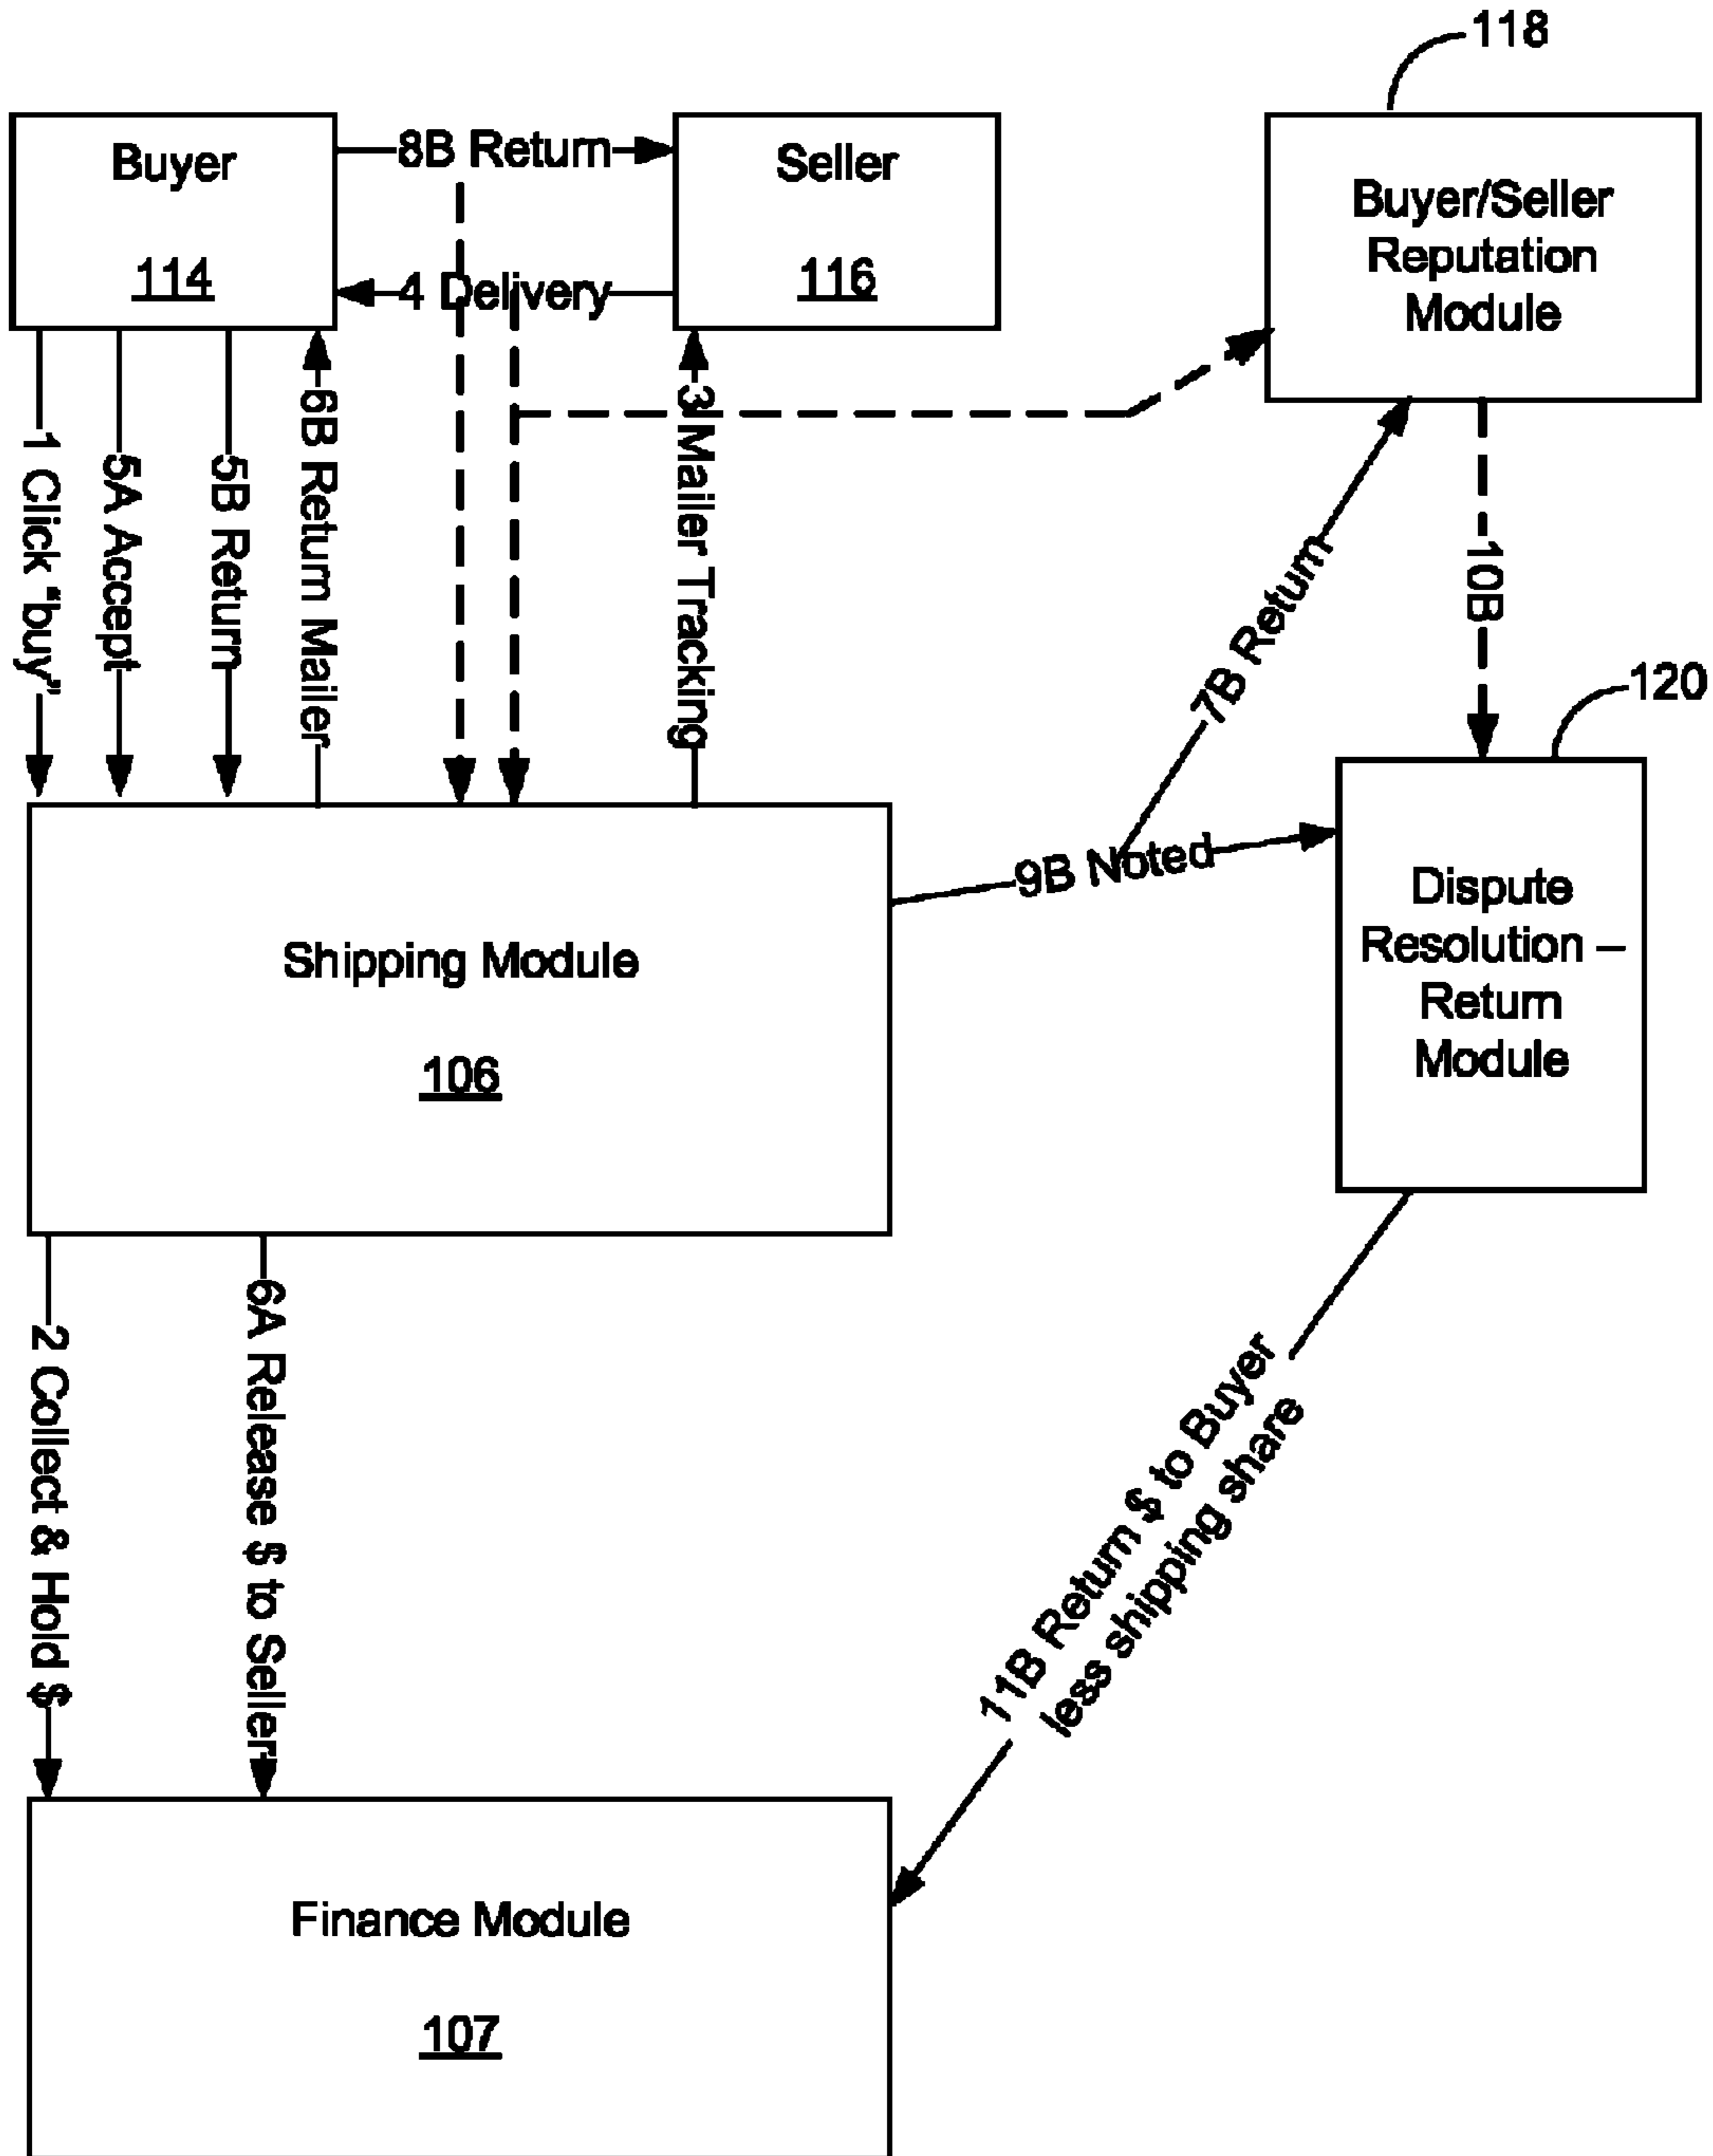 118
Buyer
114
8B Return
4 Delivery
Seller
116
Buyer/Seller
Reputation
Module
1 Click "buy"
5A Accept
5B Return
6B Return Mailer
3 Mailer Tracking
7B Return
10B
120
9B Noted
Shipping Module
106
Dispute
Resolution –
Return
Module
2 Collect & Hold $
6A Release $ to Seller
11B Return $ to Buyer
less shipping share
Finance Module
107